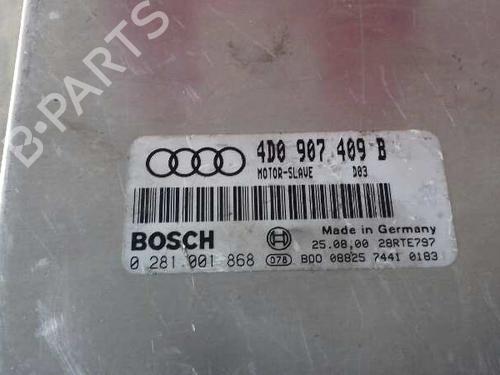 B-PARTS
4D0 907 409 B
MOTOR-SLAVE D03
Made in Germany
BOSCH
25.08.00 28RTE797
0 281 001 868 078 BDO 08825 7441 0183